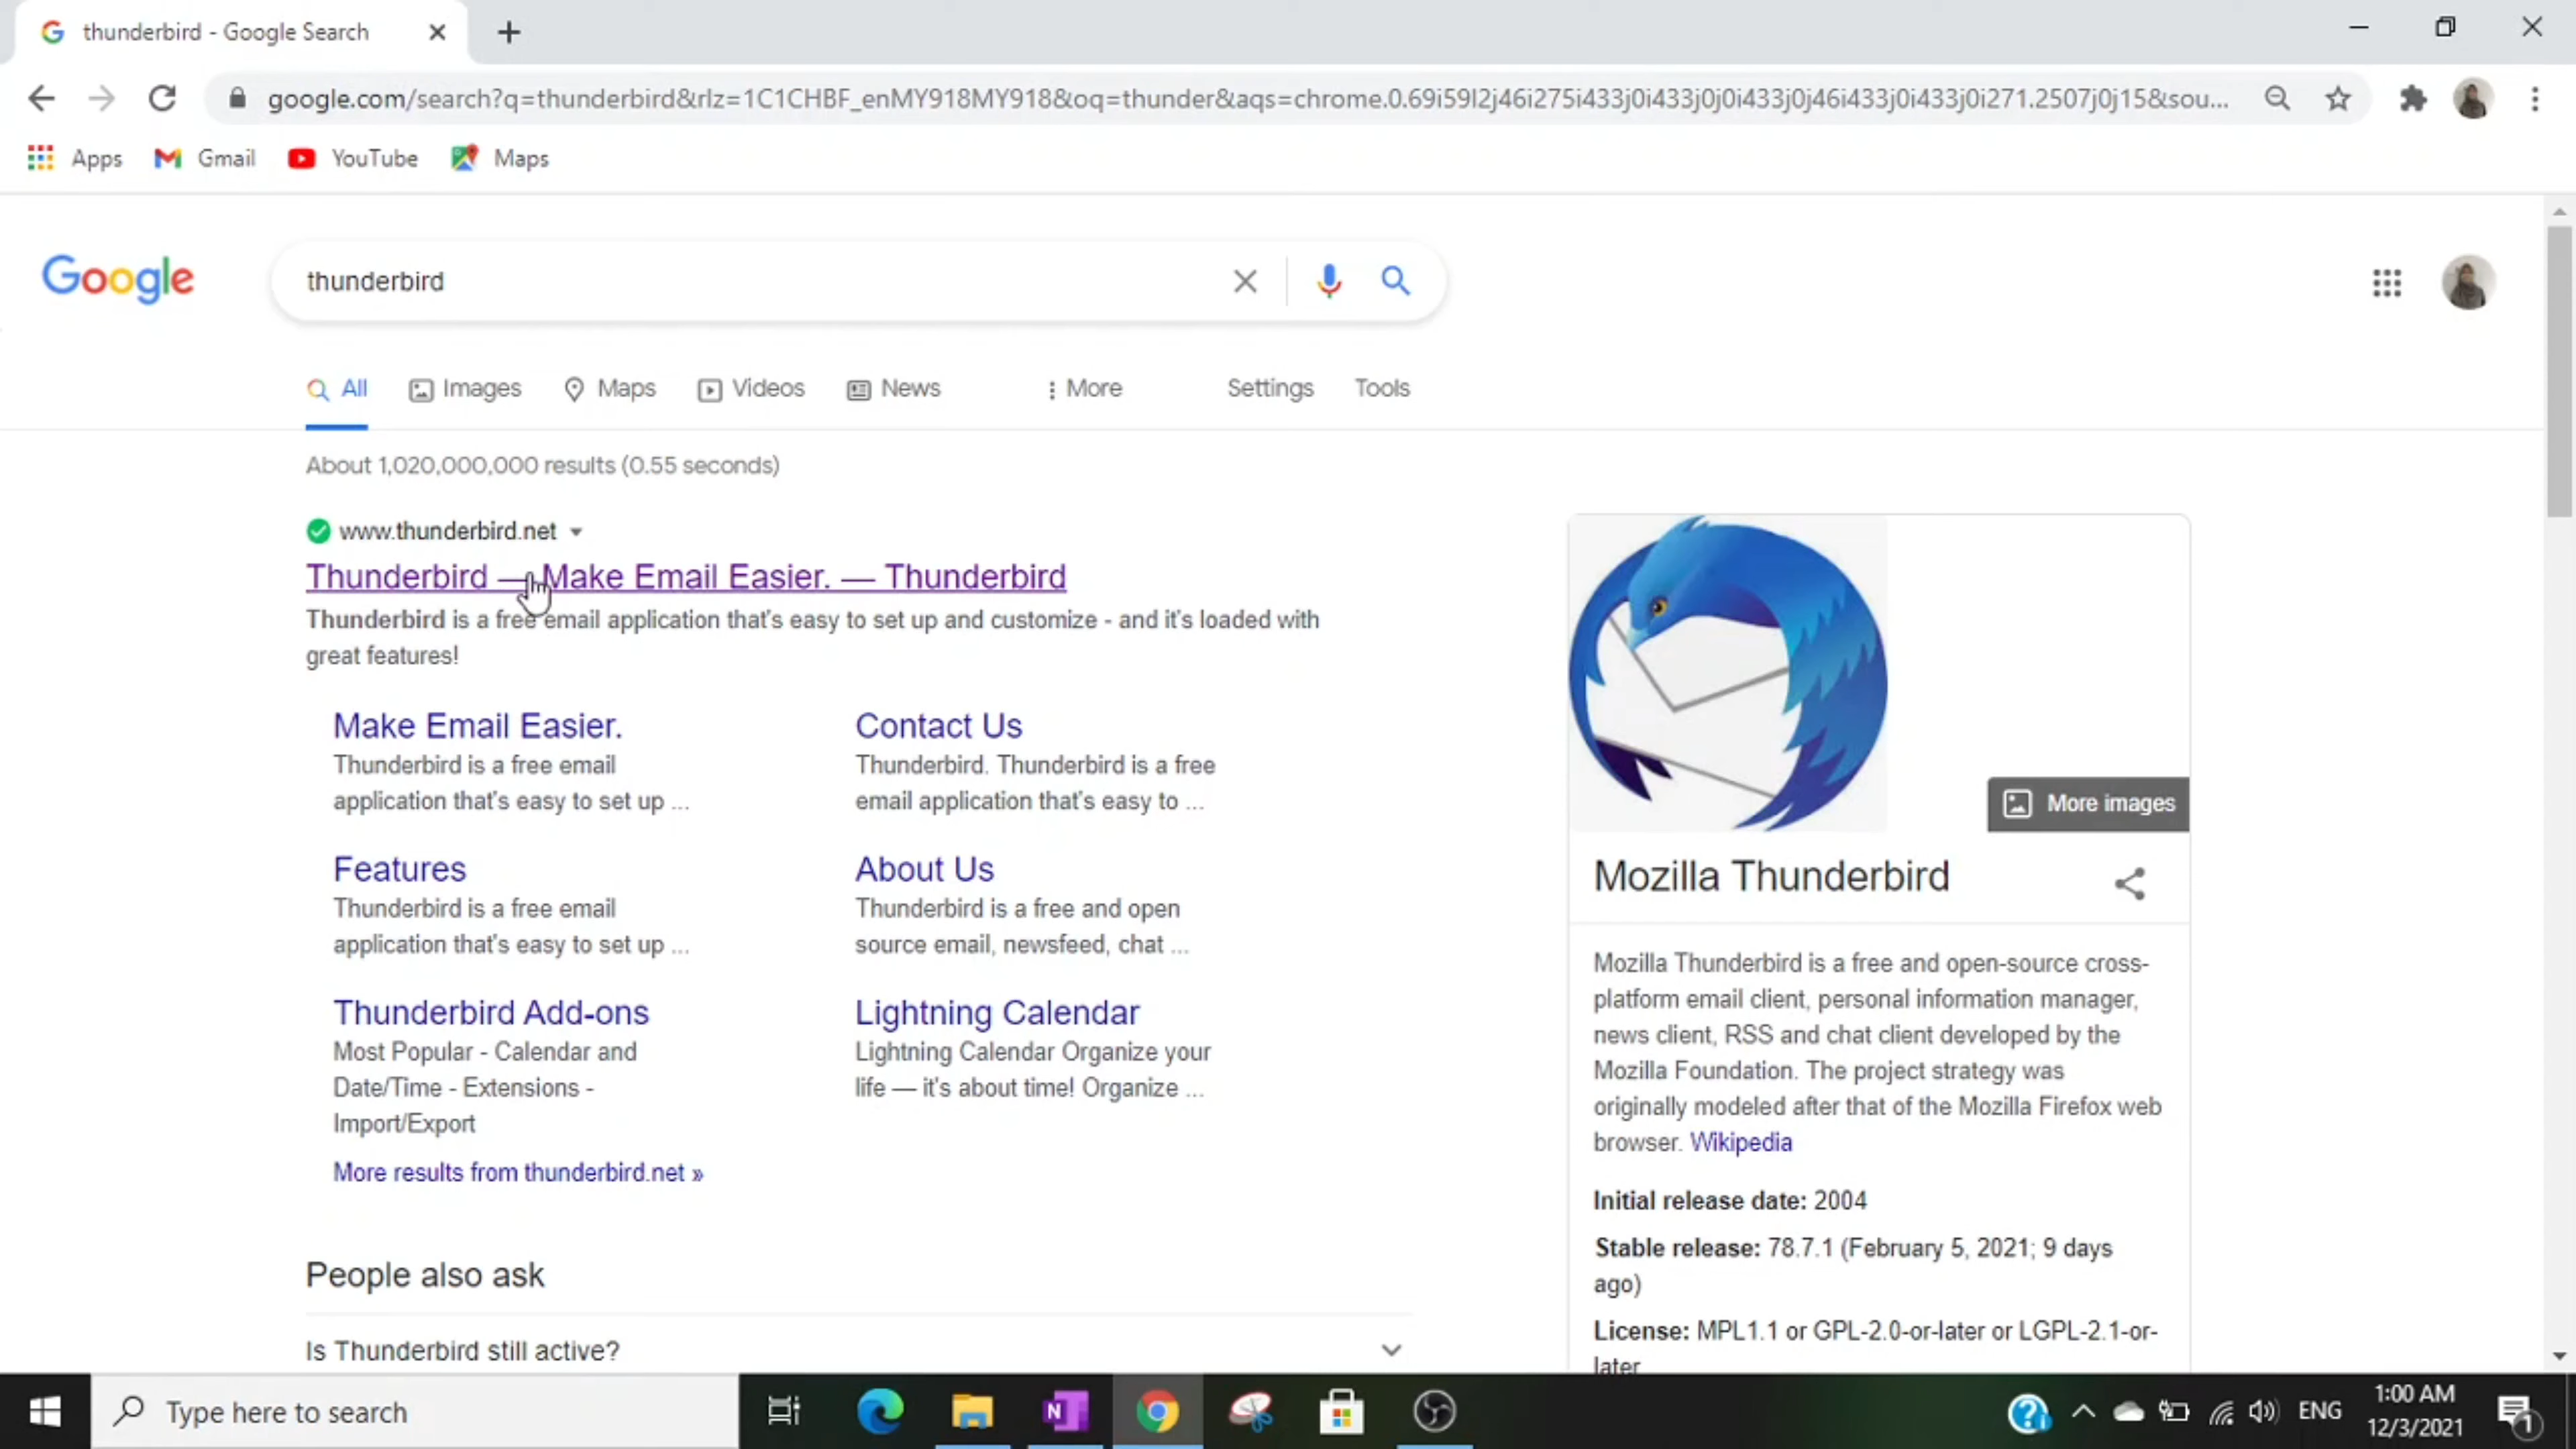 thunderbird - Google Search
google.com/search?q=thunderbird&rlz=1C1CHBF_enMY918MY918&oq=thunder&aqs=chrome.0.69i59l2j46i275i433j0i433j0j0i433j0j46i433j0i433j0i271.2507j0j15&sou...
Apps Gmail YouTube Maps
Google
thunderbird
All Images Maps Videos News More Settings Tools
About 1,020,000,000 results (0.55 seconds)
www.thunderbird.net
Thunderbird — Make Email Easier. — Thunderbird
Thunderbird is a free email application that's easy to set up and customize - and it's loaded with
great features!
Make Email Easier.
Thunderbird is a free email
application that's easy to set up ...
Contact Us
Thunderbird. Thunderbird is a free
email application that's easy to ...
Features
Thunderbird is a free email
application that's easy to set up ...
About Us
Thunderbird is a free and open
source email, newsfeed, chat ...
Thunderbird Add-ons
Most Popular - Calendar and
Date/Time - Extensions -
Import/Export
Lightning Calendar
Lightning Calendar Organize your
life — it's about time! Organize ...
More results from thunderbird.net »
People also ask
Is Thunderbird still active?
More images
Mozilla Thunderbird
Mozilla Thunderbird is a free and open-source cross-
platform email client, personal information manager,
news client, RSS and chat client developed by the
Mozilla Foundation. The project strategy was
originally modeled after that of the Mozilla Firefox web
browser. Wikipedia
Initial release date: 2004
Stable release: 78.7.1 (February 5, 2021; 9 days
ago)
License: MPL1.1 or GPL-2.0-or-later or LGPL-2.1-or-
later
Type here to search
N
ENG
1:00 AM
12/3/2021
1